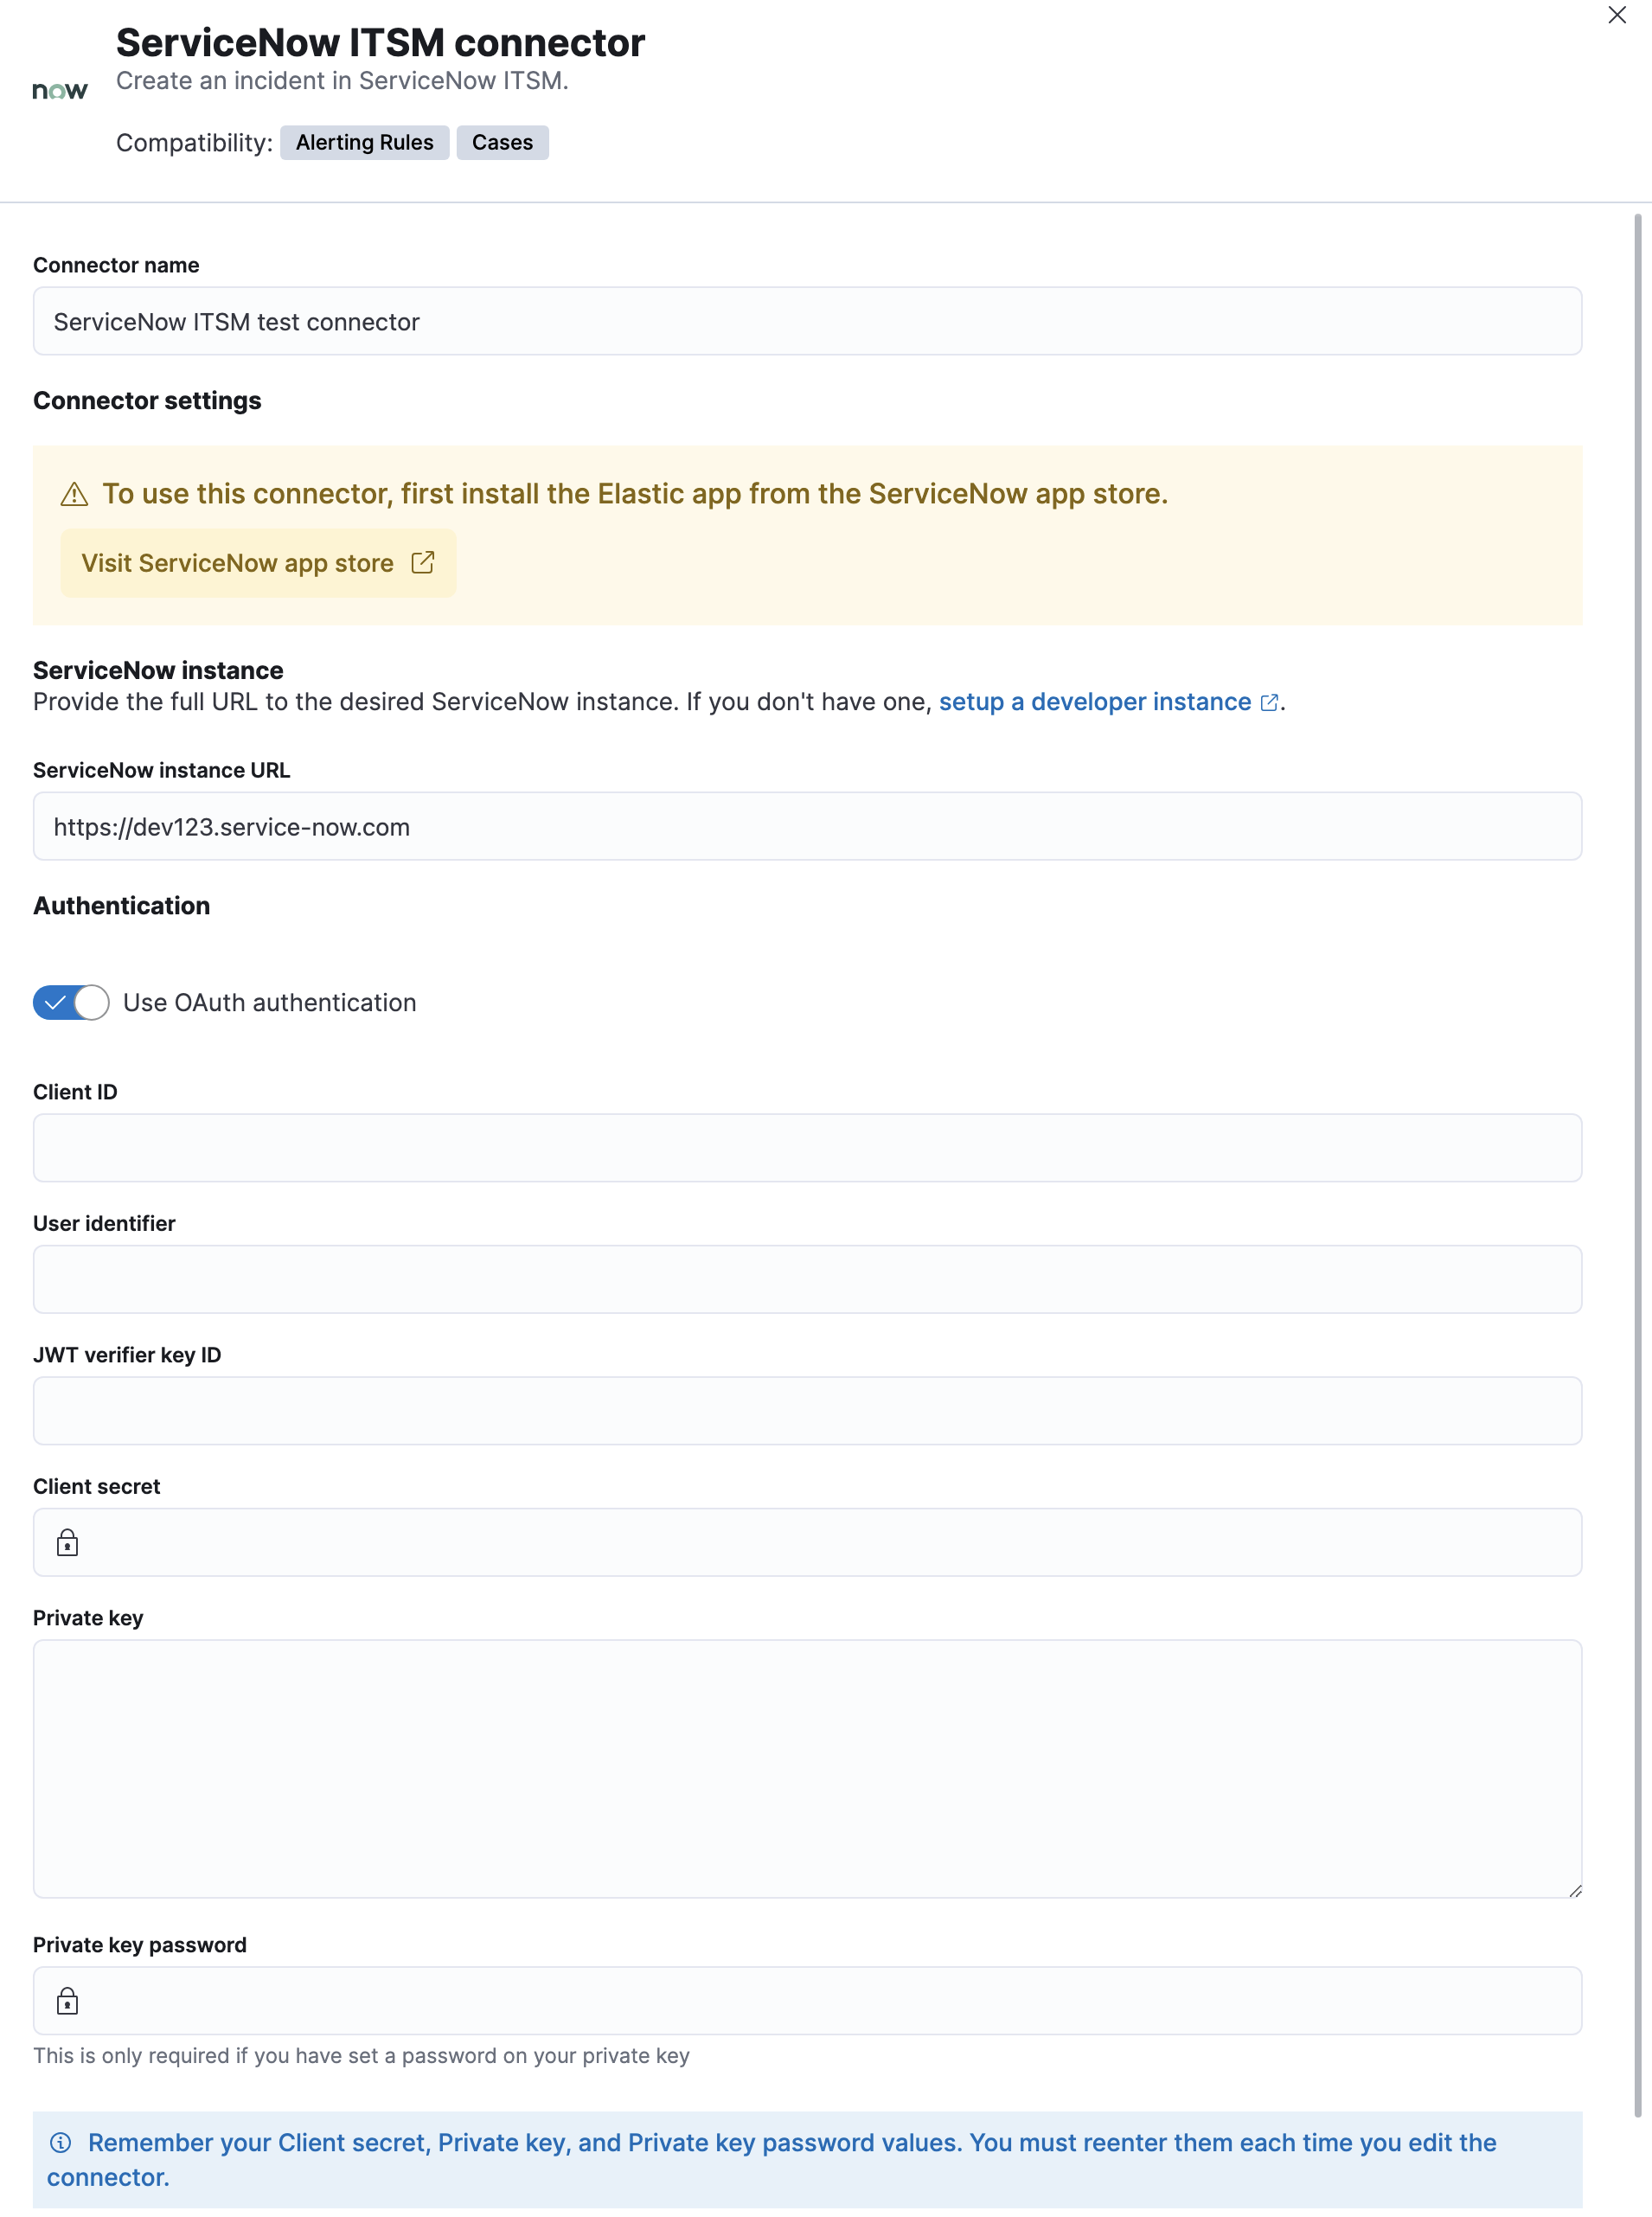 ServiceNow ITSM connector
now
Create an incident in ServiceNow ITSM.
Compatibility: Alerting Rules Cases
Connector name
ServiceNow ITSM test connector
Connector settings
To use this connector, first install the Elastic app from the ServiceNow app store.
Visit ServiceNow app store
ServiceNow instance
Provide the full URL to the desired ServiceNow instance. If you don't have one, setup a developer instance.
ServiceNow instance URL
https://dev123.service-now.com
Authentication
Use OAuth authentication
Client ID
User identifier
JWT verifier key ID
Client secret
Private key
Private key password
This is only required if you have set a password on your private key
Remember your Client secret, Private key, and Private key password values. You must reenter them each time you edit the
connector.